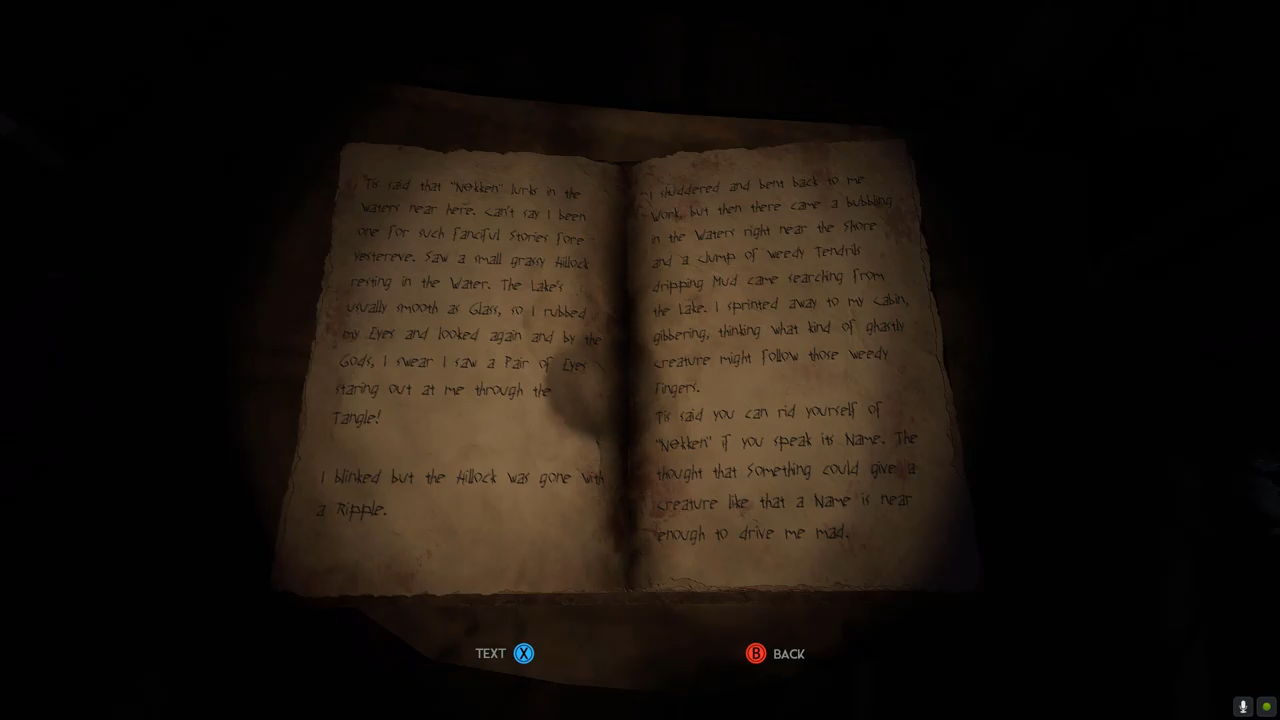 'Tis said that "Nøkken" lurks in the
Waters near here. Can't say I been
one for such fanciful Stories fore
yestereve. Saw a small grassy Hillock
resting in the Water. The Lake's
usually smooth as Glass, so I rubbed
my Eyes and looked again and by the
Gods, I swear I saw a Pair of Eyes
staring out at me through the
Tangle!
I blinked but the Hillock was gone with
a Ripple.
I shuddered and bent back to me
Work, but then there came a bubbling
in the Waters right near the Shore
and a clump of weedy Tendrils
dripping Mud came searching from
the Lake. I sprinted away to my Cabin,
gibbering, thinking what kind of ghastly
creature might follow those weedy
Fingers.
Tis said you can rid yourself of
"Nøkken" if you speak its Name. The
thought that Something could give a
creature like that a Name is near
enough to drive me mad.
TEXT X
B BACK